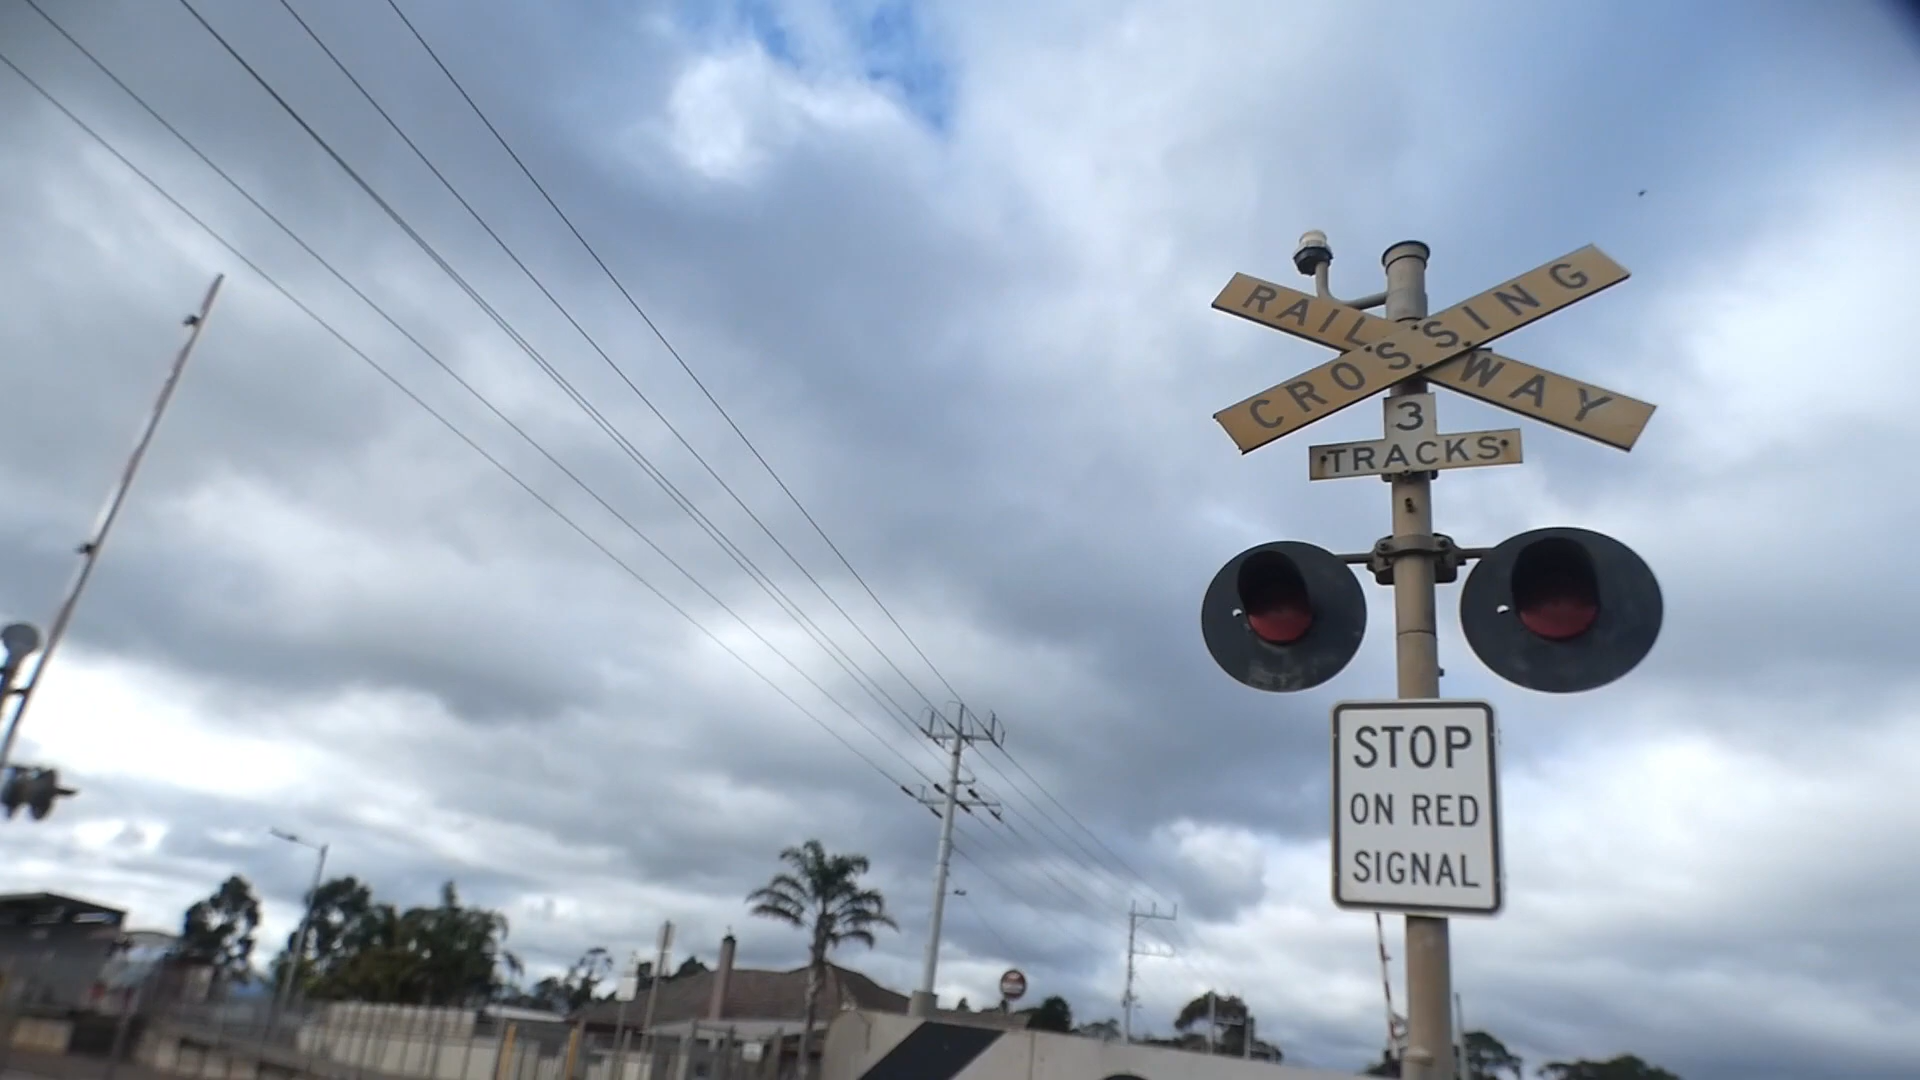 RAILWAY
CROSSING
3
TRACKS
STOP
ON RED
SIGNAL